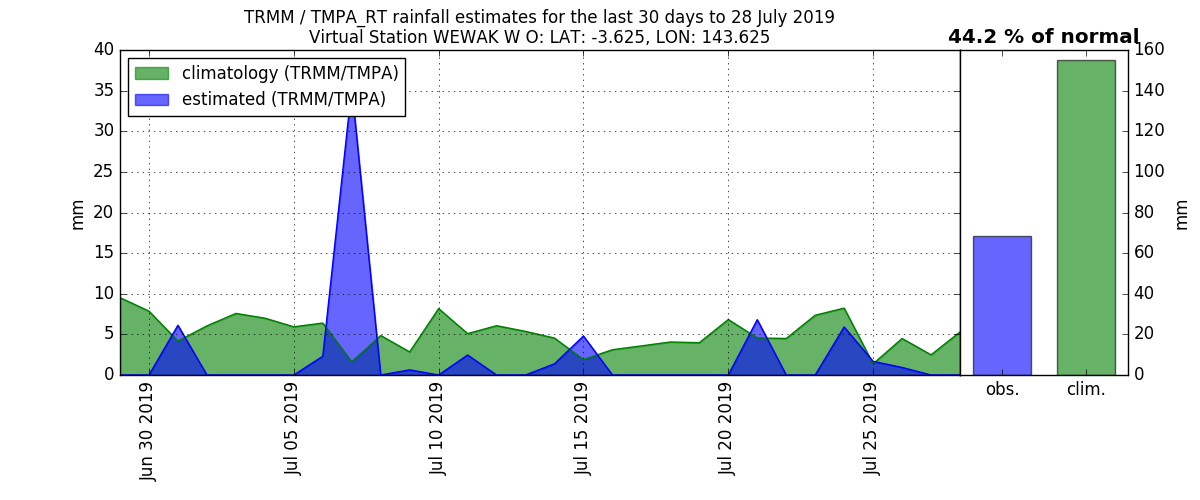 TRMM / TMPA_RT rainfall estimates for the last 30 days to 28 July 2019
Virtual Station WEWAK W O: LAT: -3.625, LON: 143.625
44.2 % of normal
climatology (TRMM/TMPA)
estimated (TRMM/TMPA)
mm
40
35
30
25
20
15
10
5
0
Jun 30 2019
Jul 05 2019
Jul 10 2019
Jul 15 2019
Jul 20 2019
Jul 25 2019
160
140
120
100
80
60
40
20
0
mm
obs.
clim.